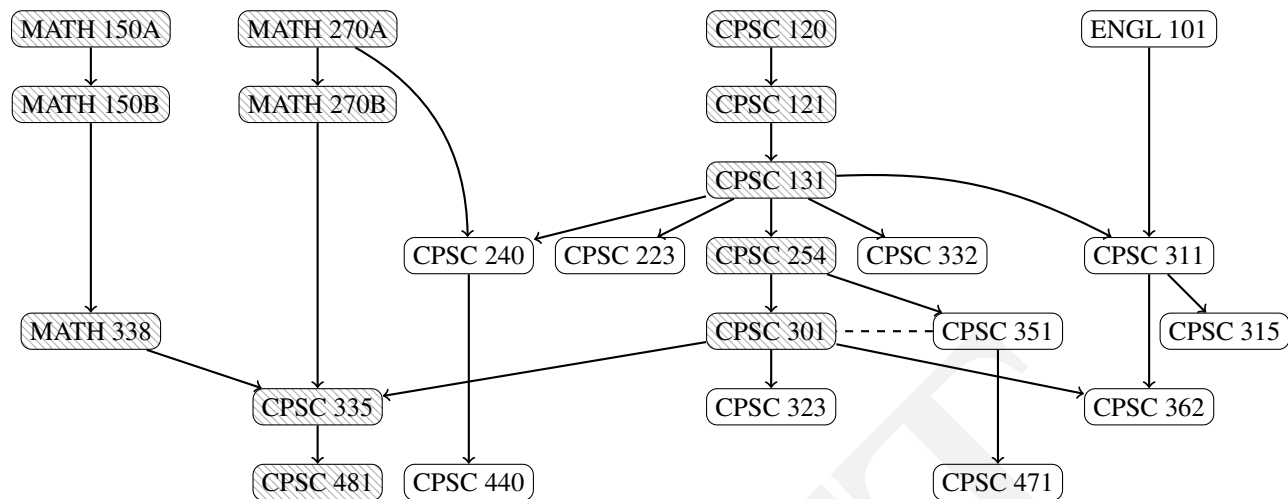 MATH 150A MATH 270A CPSC 120 ENGL 101
MATH 150B MATH 270B CPSC 121
CPSC 131
CPSC 240 CPSC 223 CPSC 254 CPSC 332 CPSC 311
MATH 338 CPSC 301 CPSC 351 CPSC 315
CPSC 335 CPSC 323 CPSC 362
CPSC 481 CPSC 440 CPSC 471